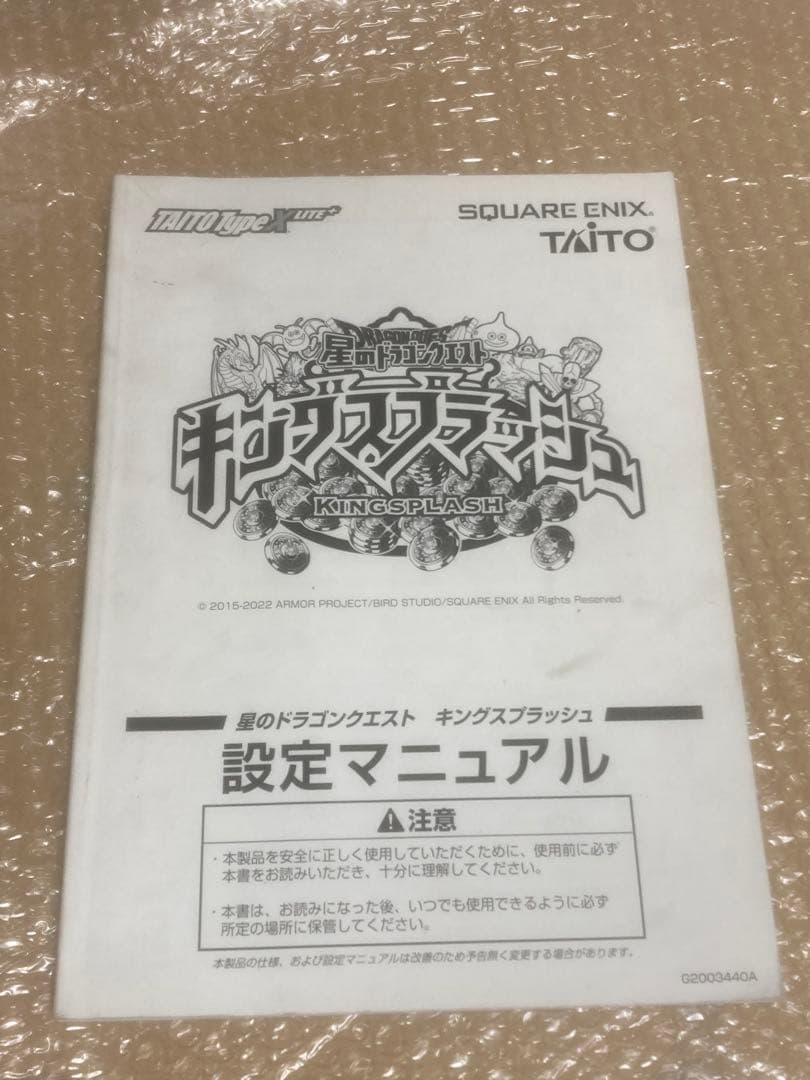 TAITO Type X LITE+
SQUARE ENIX®
TAITO®
DRAGON QUEST
星のドラゴンクエスト
キングスプラッシュ
KINGSPLASH
© 2015-2022 ARMOR PROJECT/BIRD STUDIO/SQUARE ENIX All Rights Reserved.
星のドラゴンクエスト キングスプラッシュ
設定マニュアル
注意
・本製品を安全に正しく使用していただくために、使用前に必ず
本書をお読みいただき、十分に理解してください。
・本書は、お読みになった後、いつでも使用できるように必ず
所定の場所に保管してください。
本製品の仕様、および設定マニュアルは改善のため予告無く変更する場合があります。
G2003440A